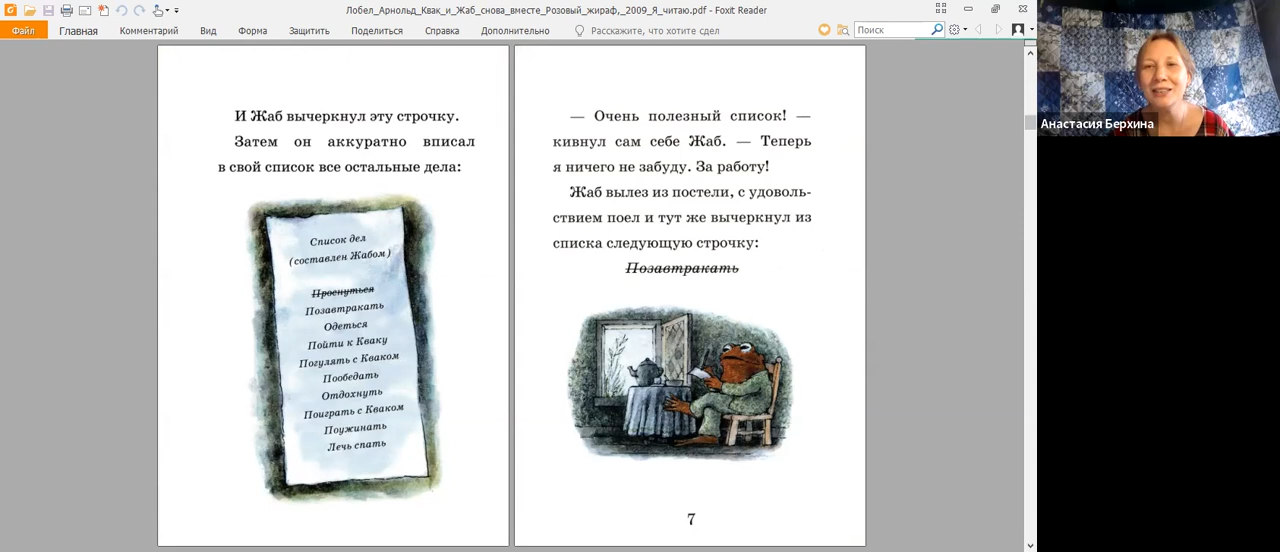 Лобел_Арнольд_Квак_и_Жаб_снова_вместе_Розовый_жираф,_2009_Я_читаю.pdf - Foxit Reader
Файл Главная Комментарий Вид Форма Защитить Поделиться Справка Дополнительно Расскажите, что хотите сдел Поиск
Анастасия Берхина
И Жаб вычеркнул эту строчку.
Затем он аккуратно вписал
в свой список все остальные дела:
Список дел
(составлен Жабом)
Проснуться
Позавтракать
Одеться
Пойти к Кваку
Погулять с Кваком
Пообедать
Отдохнуть
Поиграть с Кваком
Поужинать
Лечь спать
— Очень полезный список! —
кивнул сам себе Жаб. — Теперь
я ничего не забуду. За работу!
Жаб вылез из постели, с удоволь-
ствием поел и тут же вычеркнул из
списка следующую строчку:
Позавтракать
7